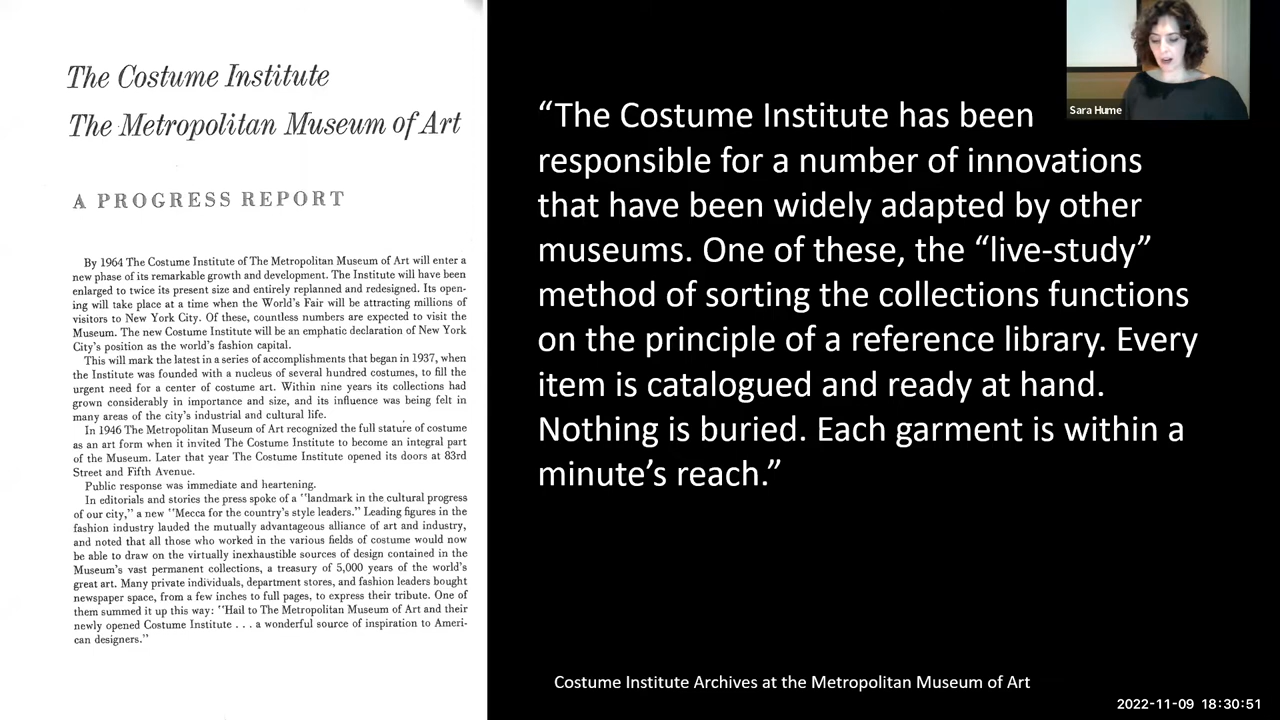 The Costume Institute
The Metropolitan Museum of Art
A PROGRESS REPORT
By 1964 The Costume Institute of The Metropolitan Museum of Art will enter a
new phase of its remarkable growth and development. The Institute will have been
enlarged to twice its present size and entirely replanned and redesigned. Its open-
ing will take place at a time when the World's Fair will be attracting millions of
visitors to New York City. Of these, countless numbers are expected to visit the
Museum. The new Costume Institute will be an emphatic declaration of New York
City's position as the world's fashion capital.
This will mark the latest in a series of accomplishments that began in 1937, when
the Institute was founded with a nucleus of several hundred costumes, to fill the
urgent need for a center of costume art. Within nine years its collections had
grown considerably in importance and size, and its influence was being felt in
many areas of the city's industrial and cultural life.
In 1946 The Metropolitan Museum of Art recognized the full stature of costume
as an art form when it invited The Costume Institute to become an integral part
of the Museum. Later that year The Costume Institute opened its doors at 83rd
Street and Fifth Avenue.
Public response was immediate and heartening.
In editorials and stories the press spoke of a "landmark in the cultural progress
of our city," a new "Mecca for the country's style leaders." Leading figures in the
fashion industry lauded the mutually advantageous alliance of art and industry,
and noted that all those who worked in the various fields of costume would now
be able to draw on the virtually inexhaustible sources of design contained in the
Museum's vast permanent collections, a treasury of 5,000 years of the world's
great art. Many private individuals, department stores, and fashion leaders bought
newspaper space, from a few inches to full pages, to express their tribute. One of
them summed it up this way: "Hail to The Metropolitan Museum of Art and their
newly opened Costume Institute . . . a wonderful source of inspiration to Ameri-
can designers."
“The Costume Institute has been
responsible for a number of innovations
that have been widely adapted by other
museums. One of these, the “live-study”
method of sorting the collections functions
on the principle of a reference library. Every
item is catalogued and ready at hand.
Nothing is buried. Each garment is within a
minute’s reach.”
Costume Institute Archives at the Metropolitan Museum of Art
Sara Hume
2022-11-09 18:30:51